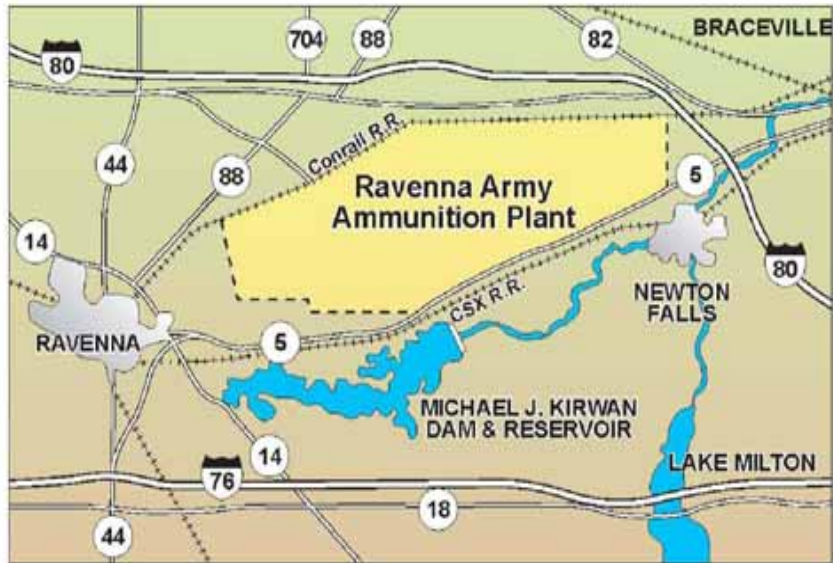 BRACEVILLE
704
88
82
80
Conrail R.R.
44
88
5
Ravenna Army
Ammunition Plant
14
80
CSX R.R.
NEWTON
FALLS
RAVENNA
5
MICHAEL J. KIRWAN
DAM & RESERVOIR
14
LAKE MILTON
76
18
44